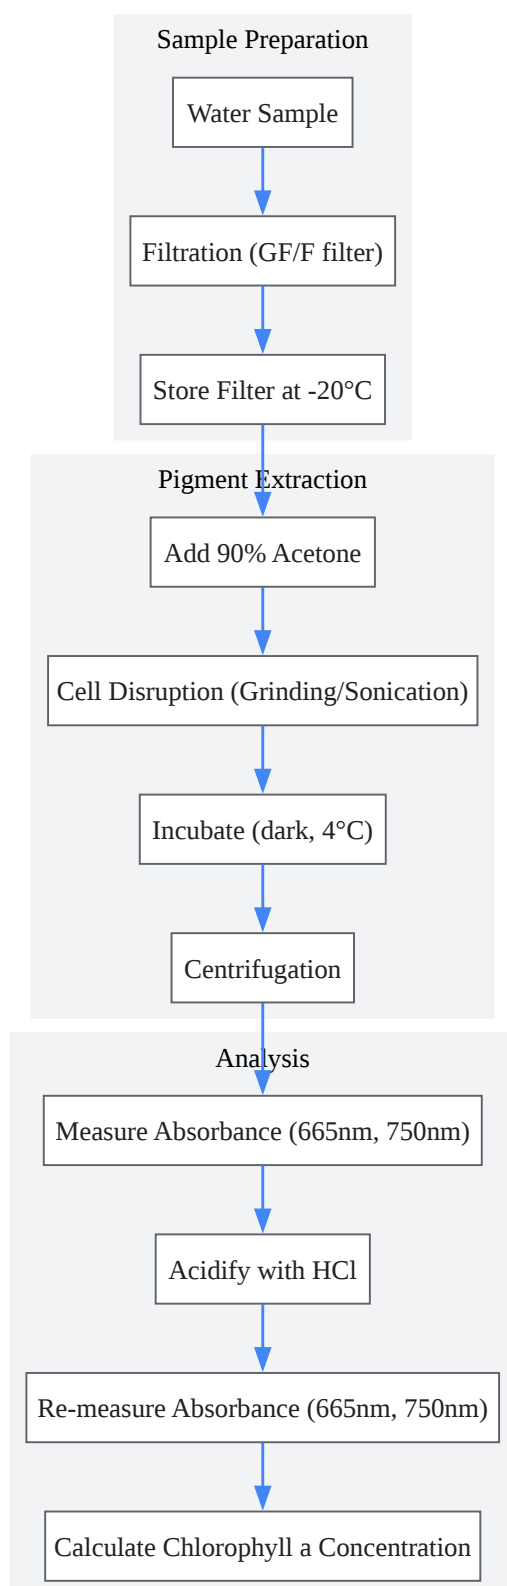 Sample Preparation
Water Sample
Filtration (GF/F filter)
Store Filter at -20°C
Pigment Extraction
Add 90% Acetone
Cell Disruption (Grinding/Sonication)
Incubate (dark, 4°C)
Centrifugation
Analysis
Measure Absorbance (665nm, 750nm)
Acidify with HCl
Re-measure Absorbance (665nm, 750nm)
Calculate Chlorophyll a Concentration